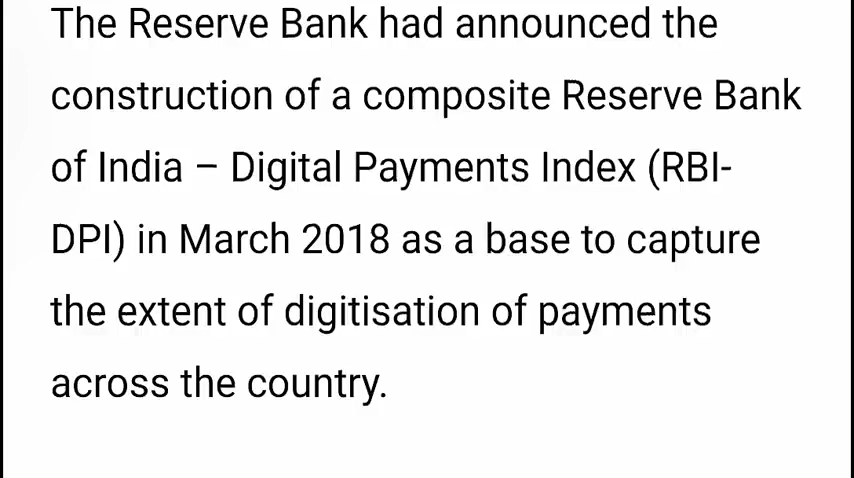 The Reserve Bank had announced the
construction of a composite Reserve Bank
of India – Digital Payments Index (RBI-
DPI) in March 2018 as a base to capture
the extent of digitisation of payments
across the country.